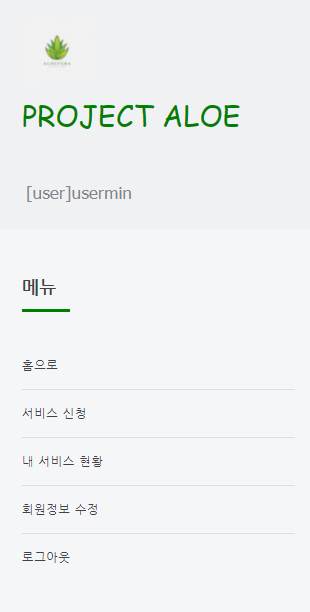 PROJECT ALOE
[user]usermin
메뉴
홈으로
서비스 신청
내 서비스 현황
회원정보 수정
로그아웃